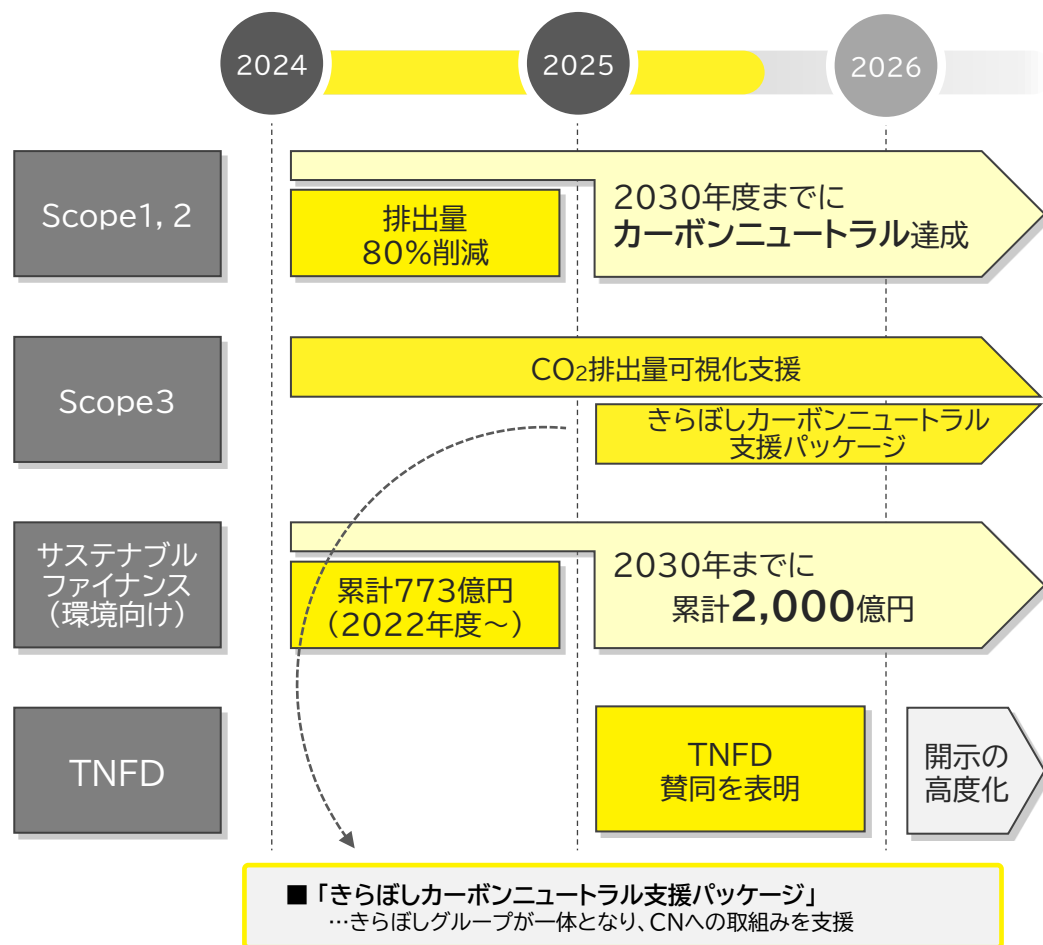 2024
2025
2026
Scope1, 2
排出量
80%削減
2030年度までに
カーボンニュートラル達成
Scope3
CO₂排出量可視化支援
きらぼしカーボンニュートラル
支援パッケージ
サステナブル
ファイナンス
（環境向け）
累計773億円
（2022年度～）
2030年までに
累計2,000億円
TNFD
TNFD
賛同を表明
開示の
高度化
■ 「きらぼしカーボンニュートラル支援パッケージ」
…きらぼしグループが一体となり、CNへの取組みを支援